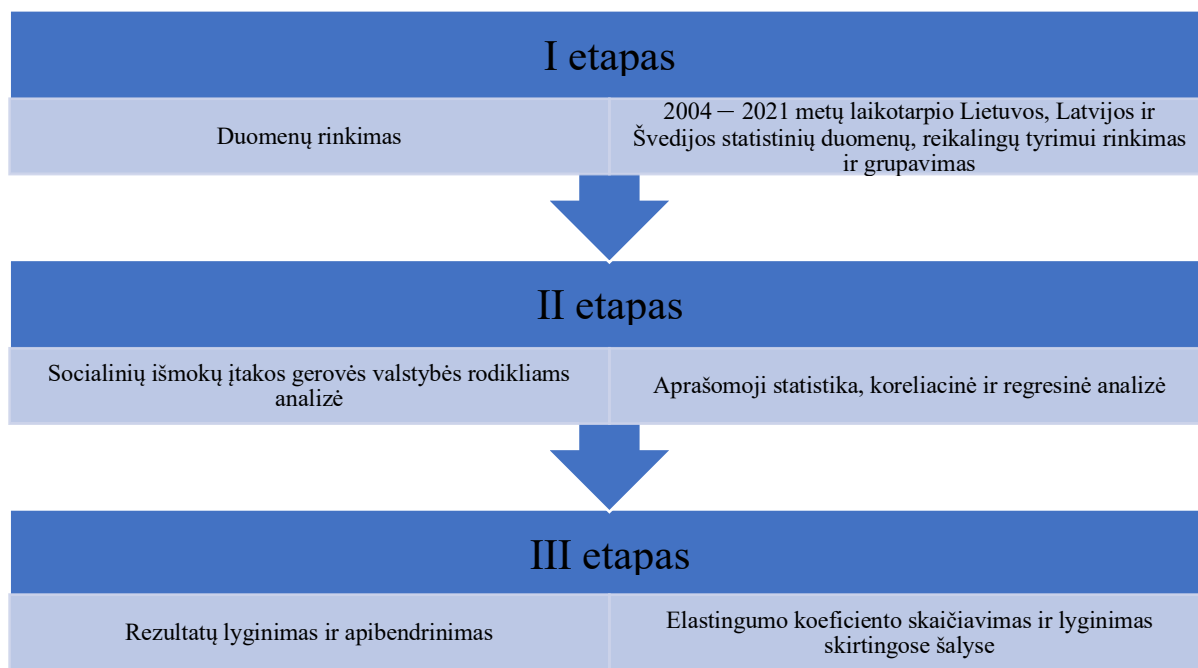 I etapas
Duomenų rinkimas
2004 — 2021 metų laikotarpio Lietuvos, Latvijos ir
Švedijos statistinių duomenų, reikalingų tyrimui rinkimas
ir grupavimas
II etapas
Socialinių išmokų įtakos gerovės valstybės rodikliams
analizė
Aprašomoji statistika, koreliacinė ir regresinė analizė
III etapas
Rezultatų lyginimas ir apibendrinimas
Elastingumo koeficiento skaičiavimas ir lyginimas
skirtingose šalyse